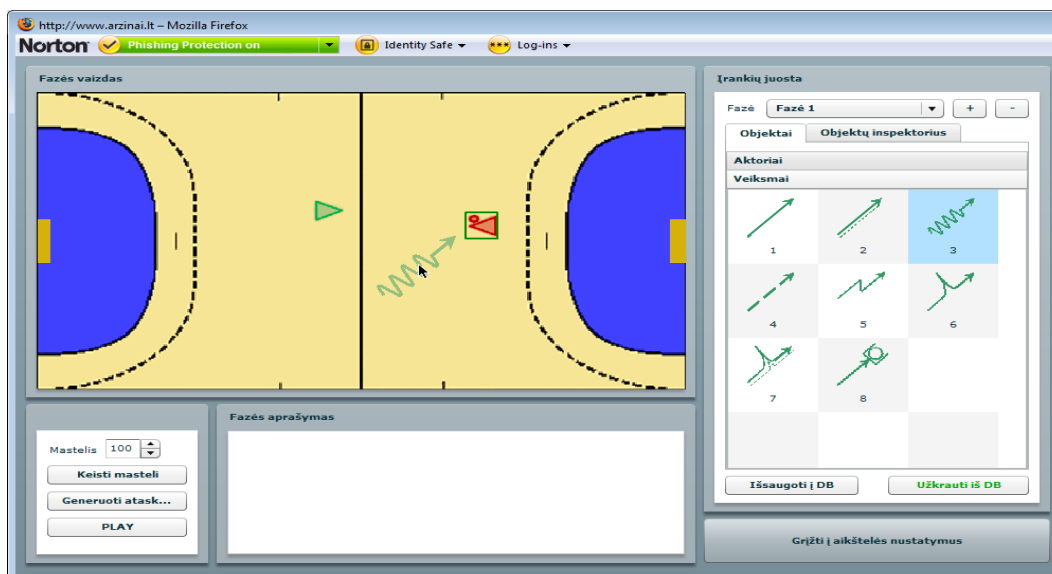 http://www.arzinai.lt – Mozilla Firefox
Norton Phishing Protection on Identity Safe Log-ins
Fazės vaizdas
Įrankių juosta
Fazė Fazė 1 + -
Objektai Objektų inspektorius
Aktoriai
Veiksmai
1 2 3
4 5 6
7 8
Išsaugoti į DB Užkrauti iš DB
Fazės aprašymas
Mastelis 100
Keisti masteli
Generuoti atask...
PLAY
Grįžti į aikštelės nustatymus